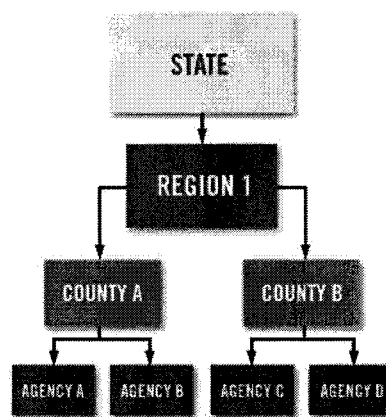 STATE
REGION 1
COUNTY A
COUNTY B
AGENCY A
AGENCY B
AGENCY C
AGENCY D